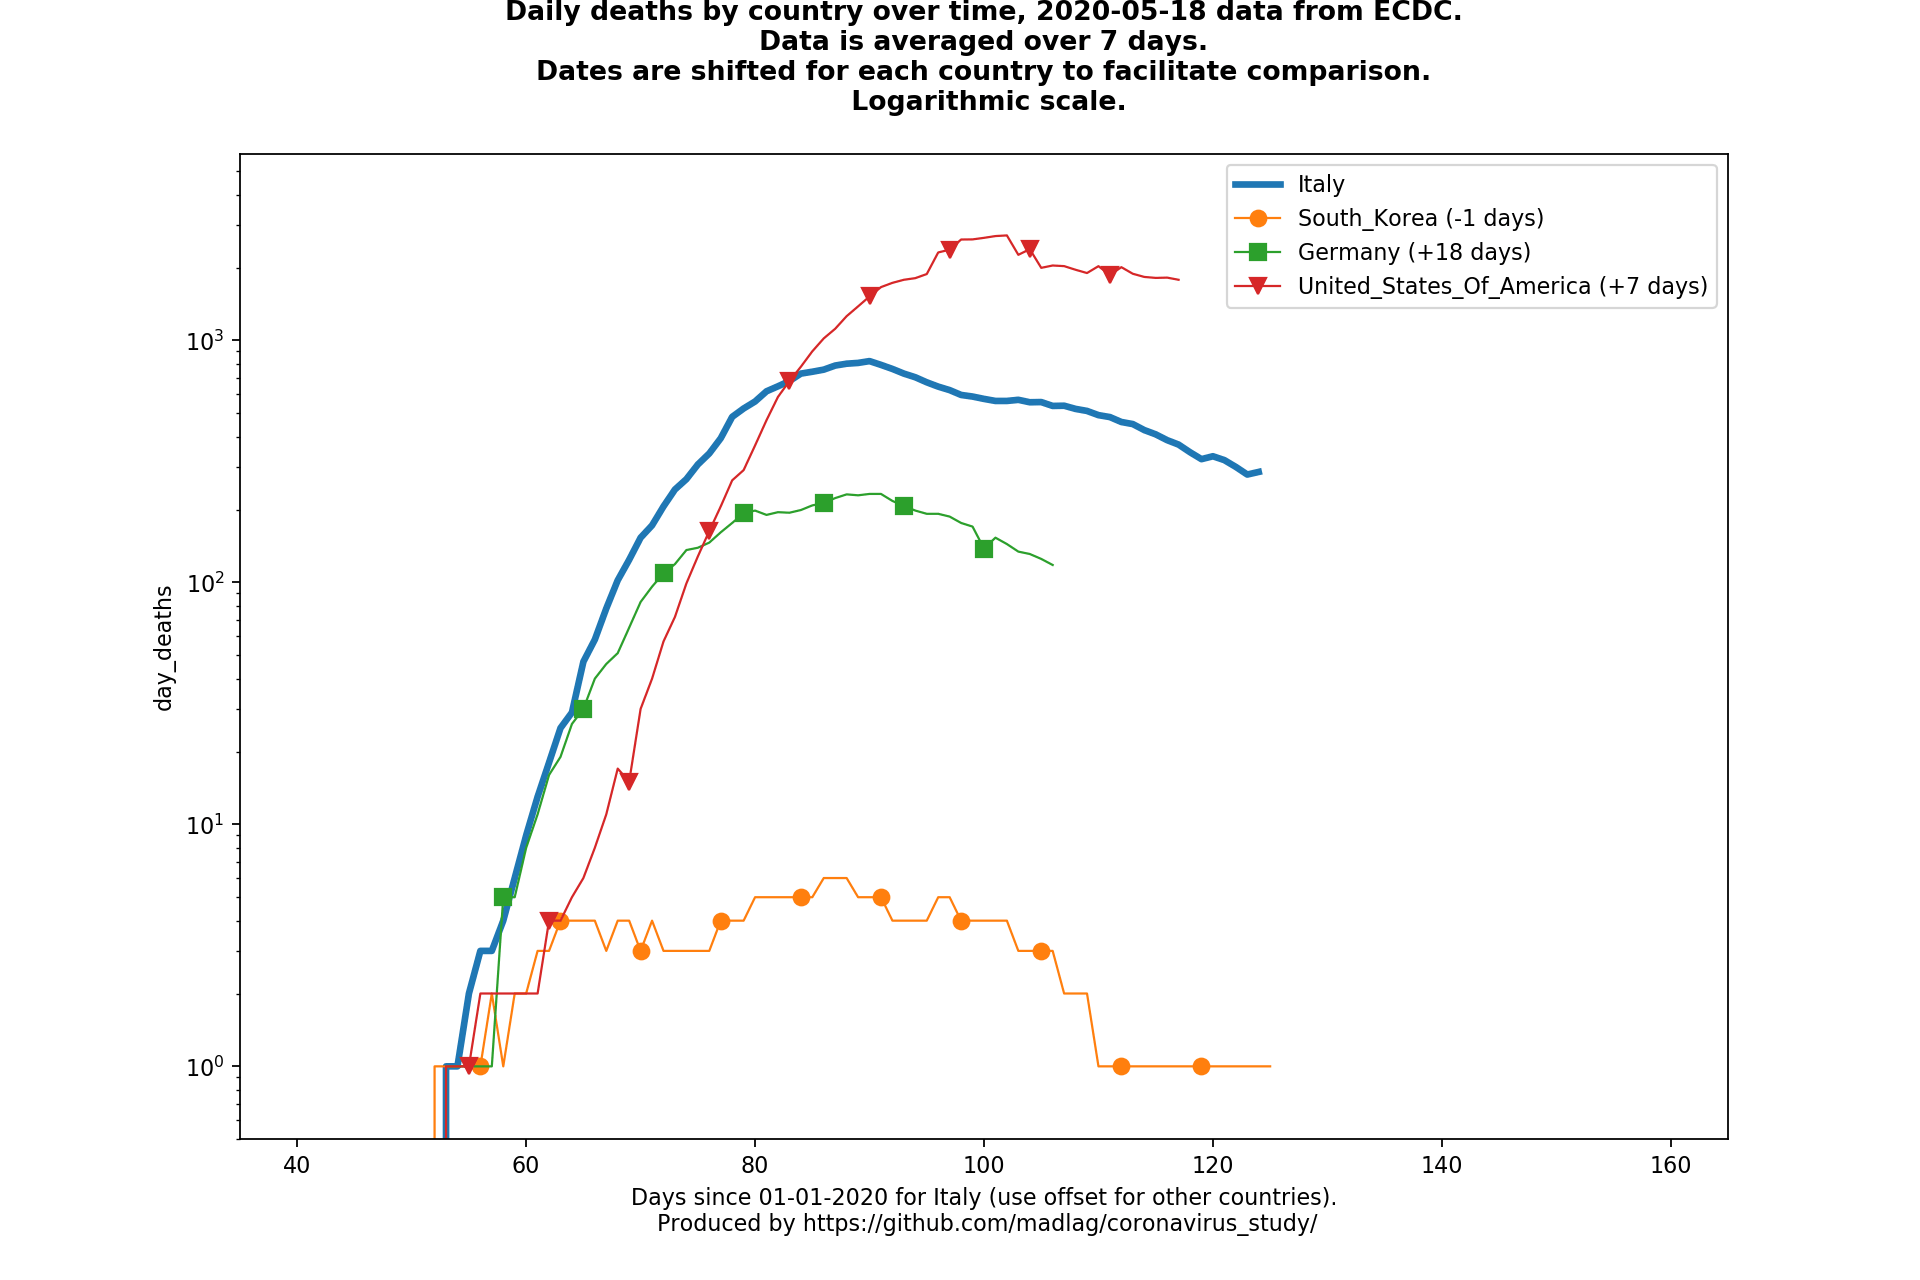 Daily deaths by country over time, 2020-05-18 data from ECDC.
Data is averaged over 7 days.
Dates are shifted for each country to facilitate comparison.
Logarithmic scale.
Italy
South_Korea (-1 days)
Germany (+18 days)
United_States_Of_America (+7 days)
day_deaths
10³
10²
10¹
10⁰
40 60 80 100 120 140 160
Days since 01-01-2020 for Italy (use offset for other countries).
Produced by https://github.com/madlag/coronavirus_study/